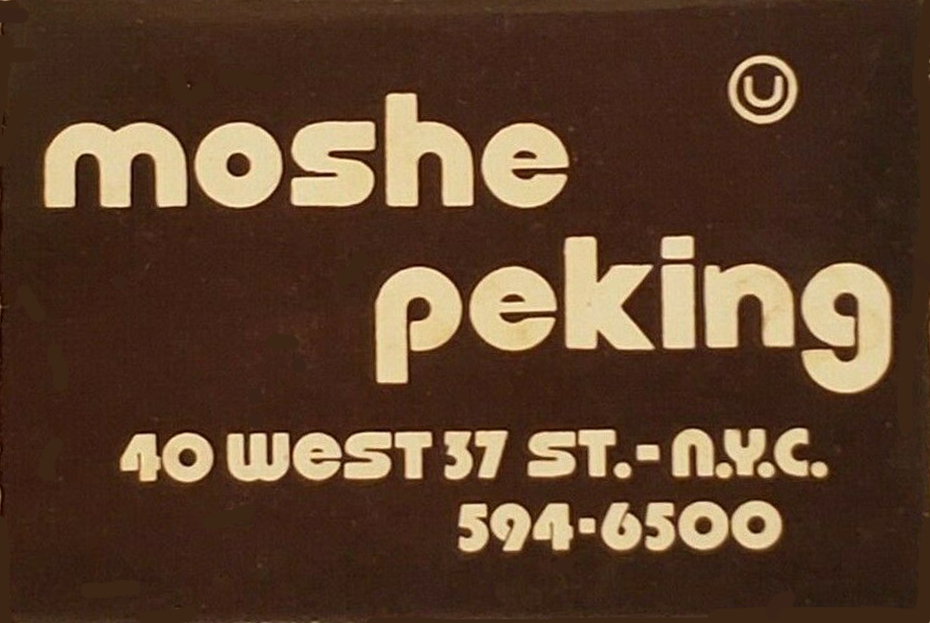 Ⓤ
moshe
peking
40 West 37 St.-N.Y.C.
594-6500